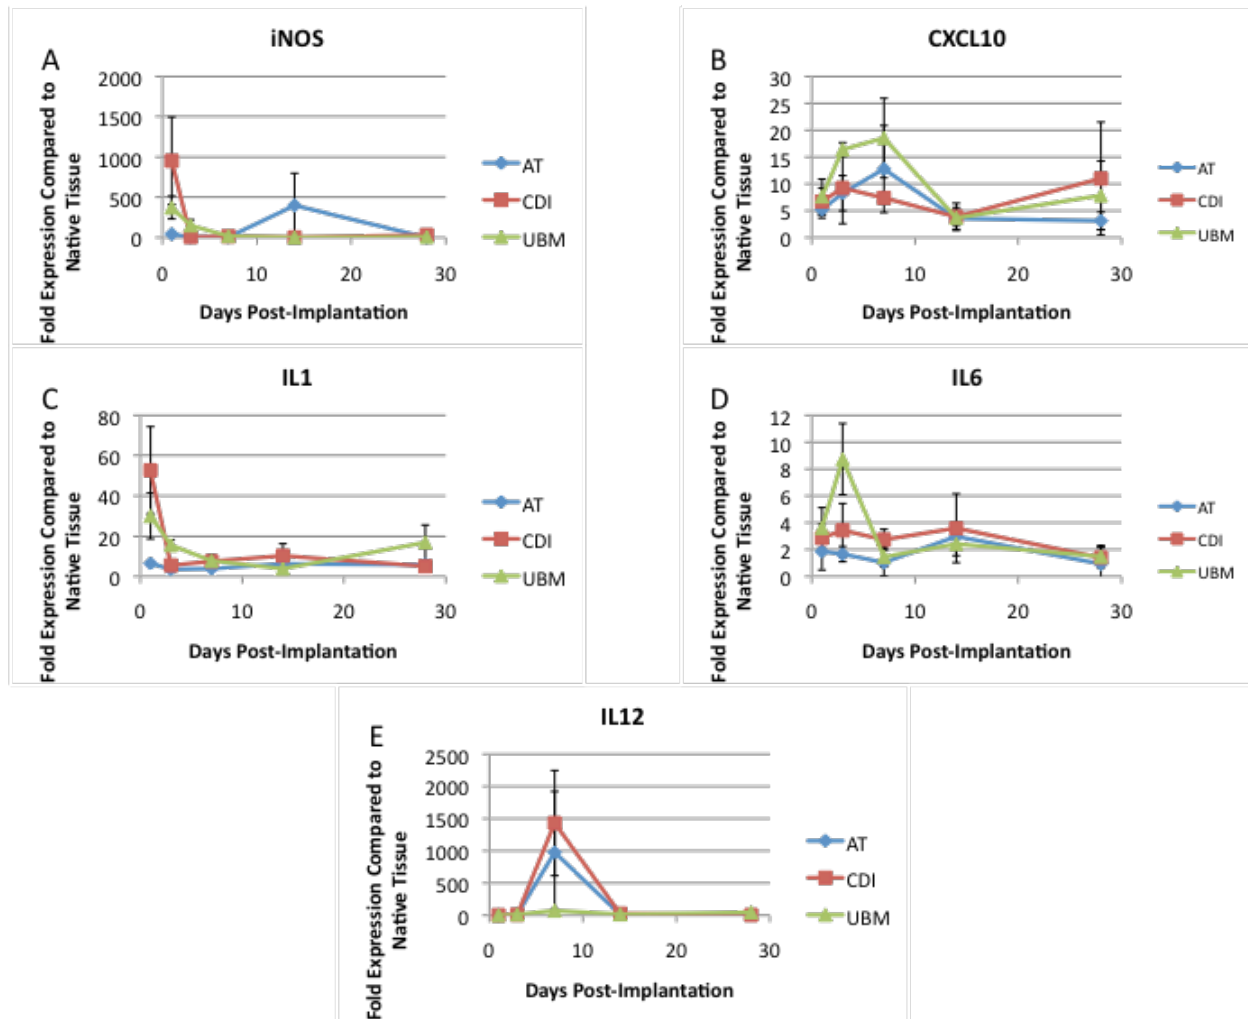 A
iNOS
Fold Expression Compared to
Native Tissue
2000
1500
1000
500
0
0 10 20 30
Days Post-Implantation
AT
CDI
UBM
B
CXCL10
Fold Expression Compared to
Native Tissue
30
25
20
15
10
5
0
0 10 20 30
Days Post-Implantation
AT
CDI
UBM
C
IL1
Fold Expression Compared to
Native Tissue
80
60
40
20
0
0 10 20 30
Days Post-Implantation
AT
CDI
UBM
D
IL6
Fold Expression Compared to
Native Tissue
12
10
8
6
4
2
0
0 10 20 30
Days Post-Implantation
AT
CDI
UBM
E
IL12
Fold Expression Compared to
Native Tissue
2500
2000
1500
1000
500
0
0 10 20 30
Days Post-Implantation
AT
CDI
UBM